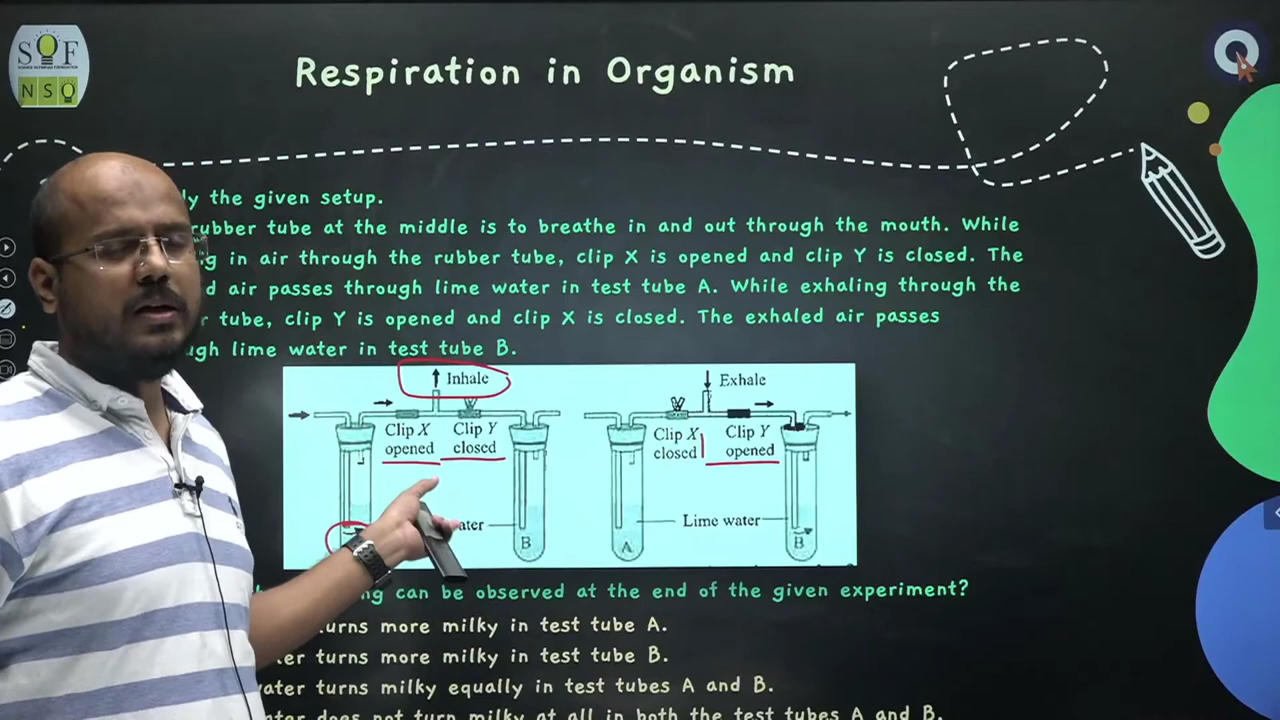 SOF
SCIENCE OLYMPIAD FOUNDATION
NSO
Respiration in Organism
the given setup.
rubber tube at the middle is to breathe in and out through the mouth. While
in air through the rubber tube, clip X is opened and clip Y is closed. The
air passes through lime water in test tube A. While exhaling through the
tube, clip Y is opened and clip X is closed. The exhaled air passes
lime water in test tube B.
Inhale
Exhale
Clip X
opened
Clip Y
closed
Clip X
closed
Clip Y
opened
Lime water
B
A
B
can be observed at the end of the given experiment?
more milky in test tube A.
turns more milky in test tube B.
turns milky equally in test tubes A and B.
does not turn milky at all in both the test tubes A and B.